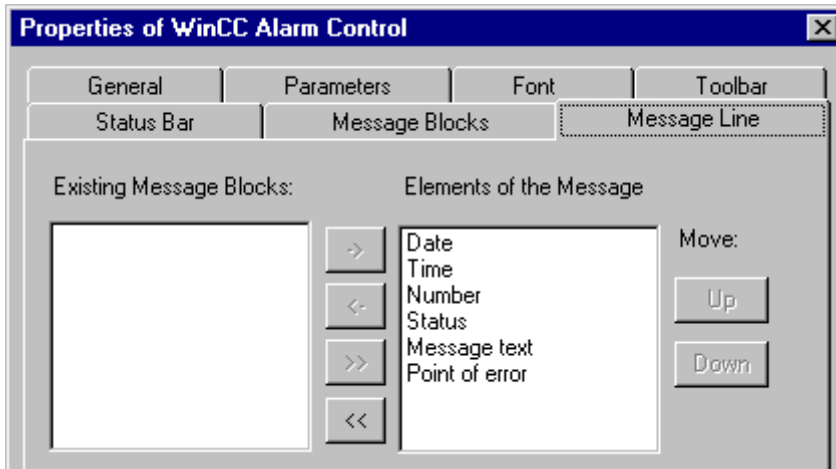 Properties of WinCC Alarm Control
General Parameters Font Toolbar
Status Bar Message Blocks Message Line
Existing Message Blocks: Elements of the Message
Move:
->
<-
>>
<<
Date
Time
Number
Status
Message text
Point of error
Up
Down